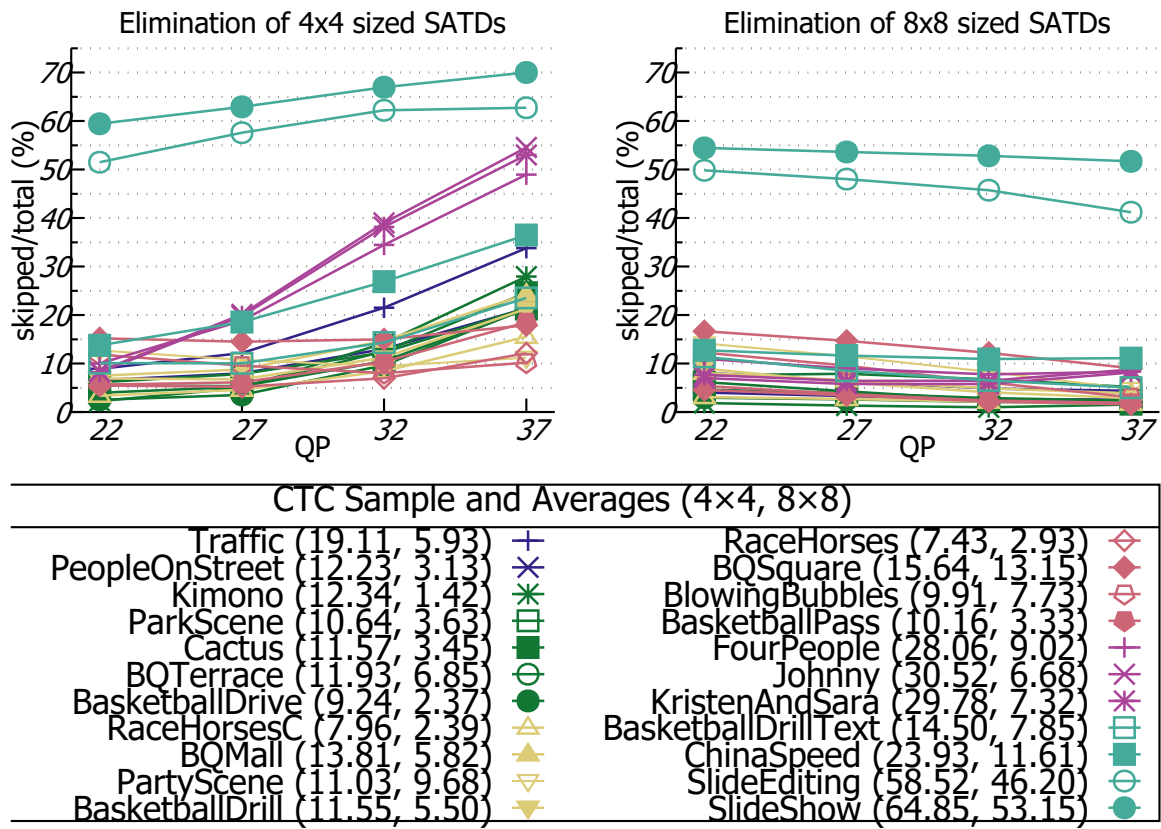 Elimination of 4x4 sized SATDs
Elimination of 8x8 sized SATDs
skipped/total (%)
70
60
50
40
30
20
10
0
22
27
32
37
QP
skipped/total (%)
70
60
50
40
30
20
10
0
22
27
32
37
QP
CTC Sample and Averages (4×4, 8×8)
Traffic (19.11, 5.93)
PeopleOnStreet (12.23, 3.13)
Kimono (12.34, 1.42)
ParkScene (10.64, 3.63)
Cactus (11.57, 3.45)
BQTerrace (11.93, 6.85)
BasketballDrive (9.24, 2.37)
RaceHorsesC (7.96, 2.39)
BQMall (13.81, 5.82)
PartyScene (11.03, 9.68)
BasketballDrill (11.55, 5.50)
RaceHorses (7.43, 2.93)
BQSquare (15.64, 13.15)
BlowingBubbles (9.91, 7.73)
BasketballPass (10.16, 3.33)
FourPeople (28.06, 9.02)
Johnny (30.52, 6.68)
KristenAndSara (29.78, 7.32)
BasketballDrillText (14.50, 7.85)
ChinaSpeed (23.93, 11.61)
SlideEditing (58.52, 46.20)
SlideShow (64.85, 53.15)